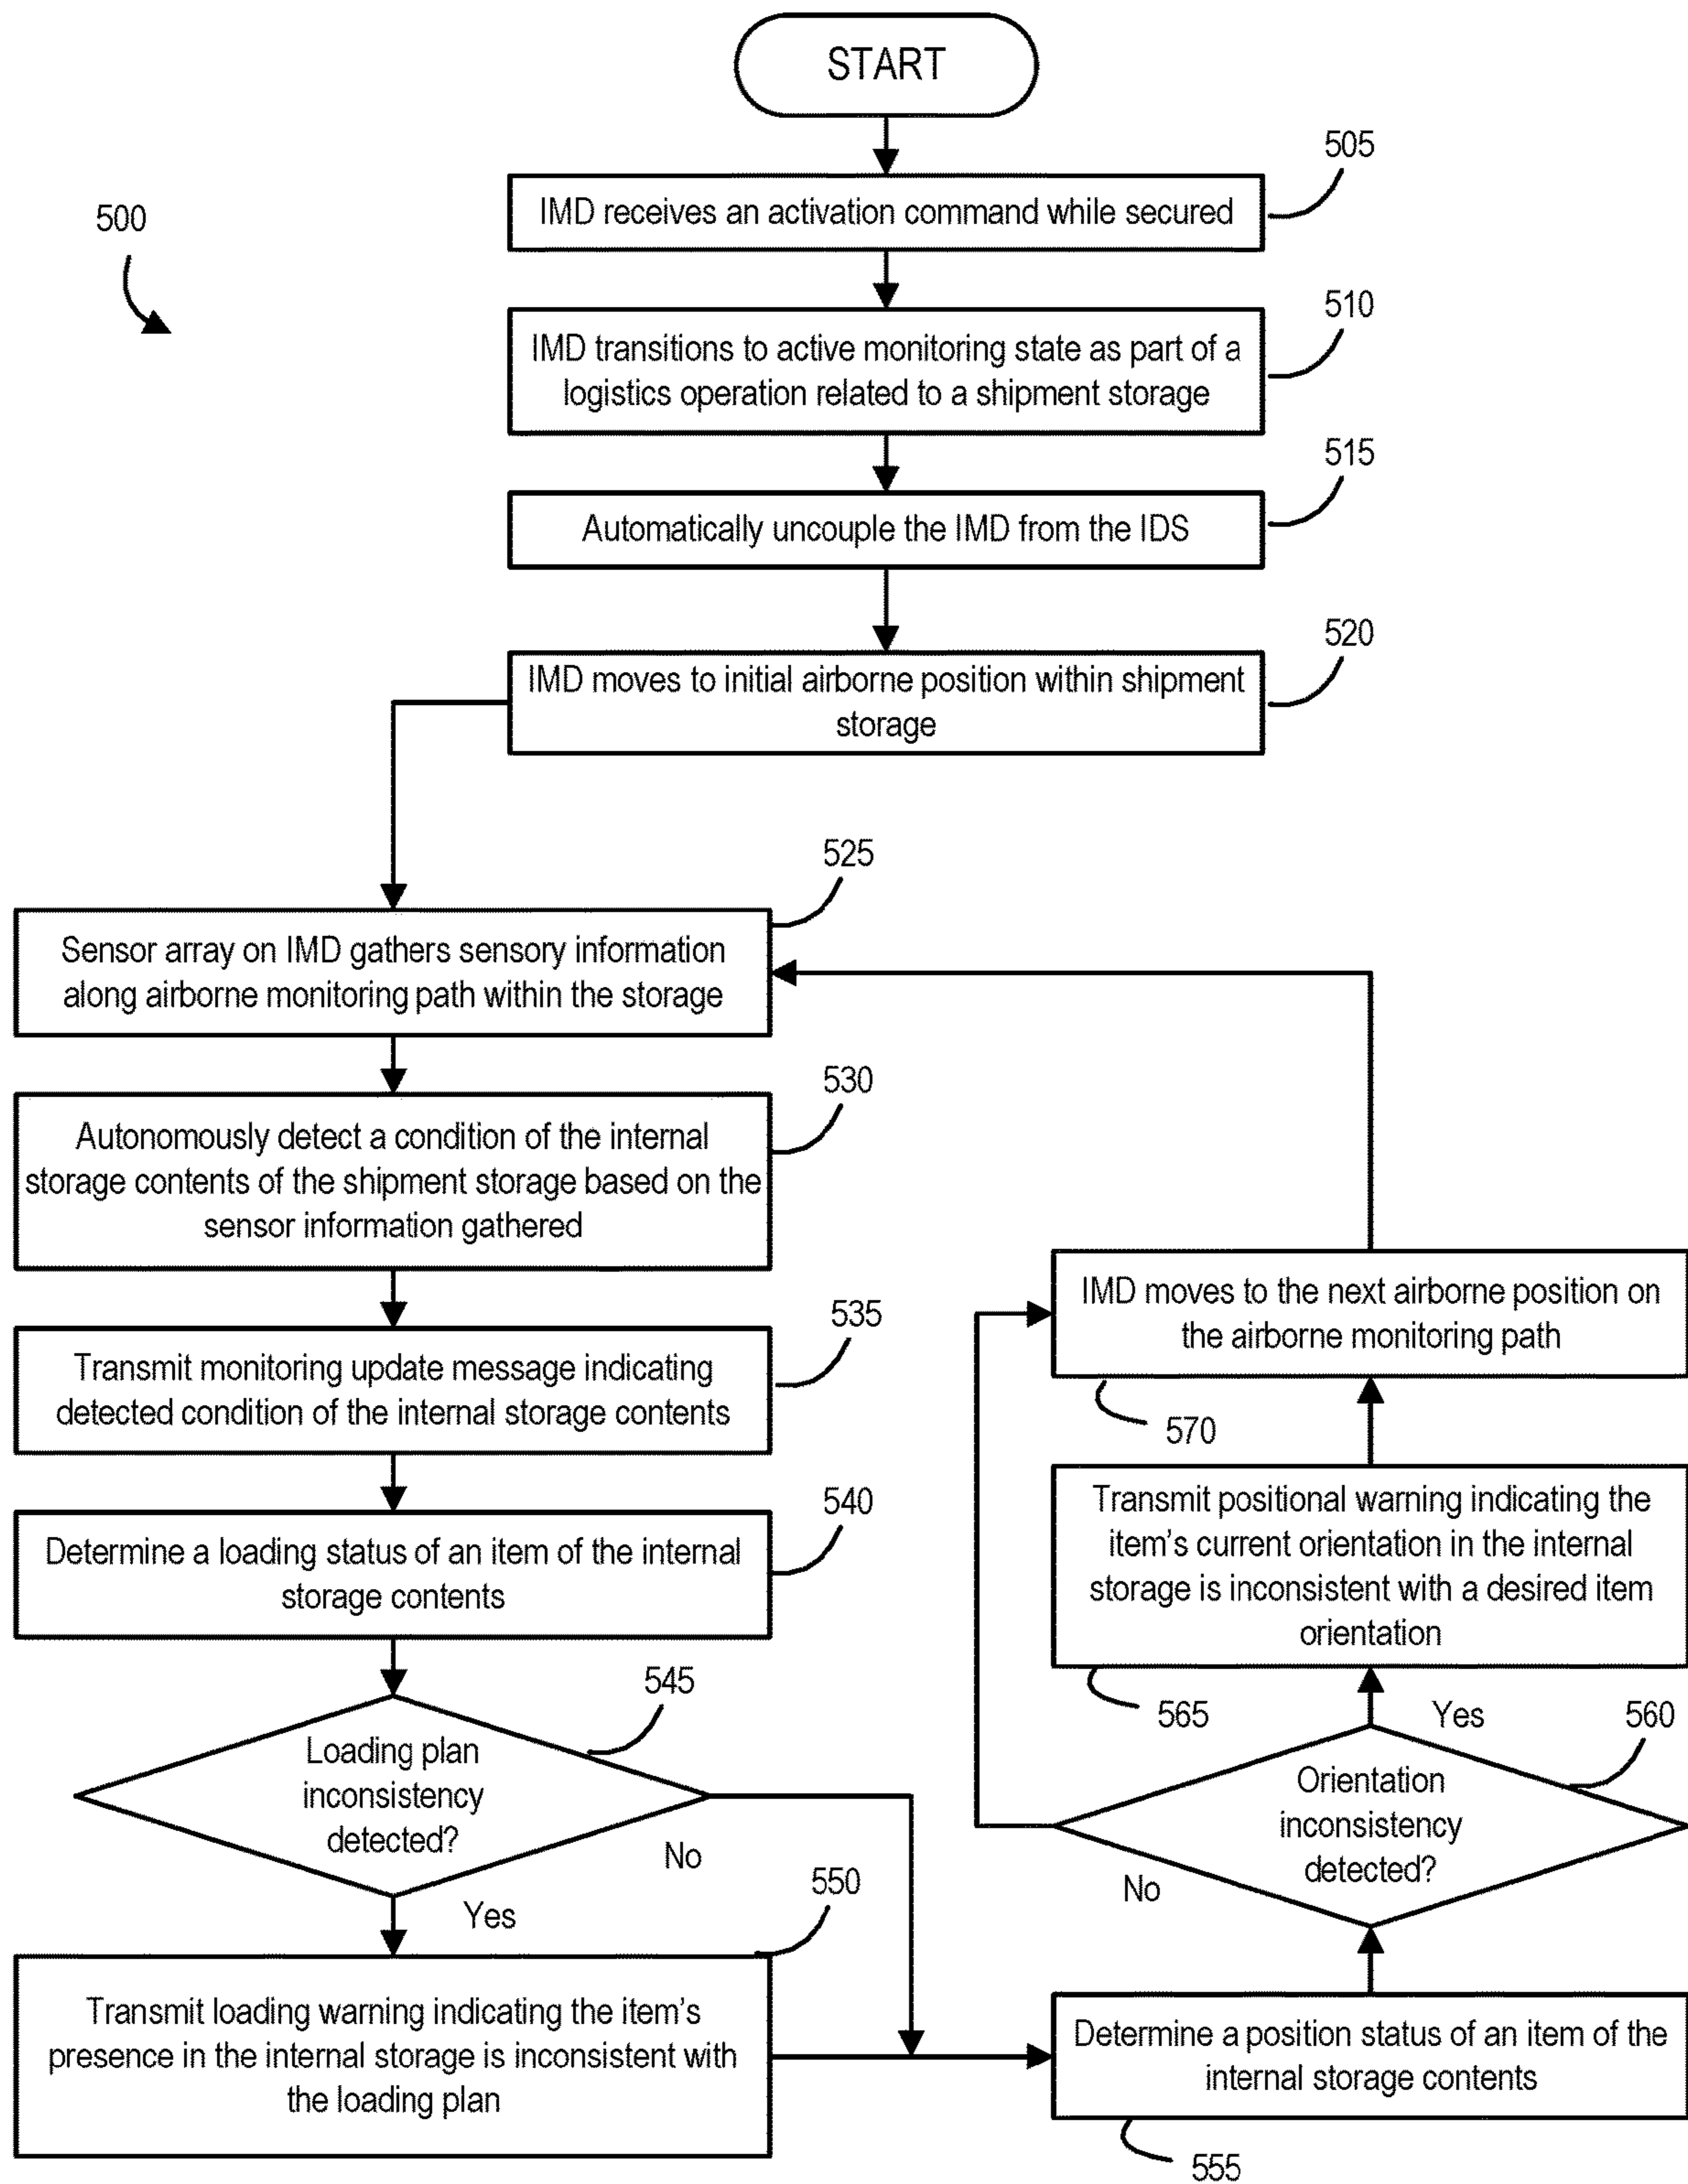 START
505
IMD receives an activation command while secured
500
510
IMD transitions to active monitoring state as part of a
logistics operation related to a shipment storage
515
Automatically uncouple the IMD from the IDS
520
IMD moves to initial airborne position within shipment
storage
525
Sensor array on IMD gathers sensory information
along airborne monitoring path within the storage
530
Autonomously detect a condition of the internal
storage contents of the shipment storage based on the
sensor information gathered
535
Transmit monitoring update message indicating
detected condition of the internal storage contents
540
Determine a loading status of an item of the internal
storage contents
545
Loading plan
inconsistency
detected?
No
Yes
550
Transmit loading warning indicating the item's
presence in the internal storage is inconsistent with
the loading plan
Determine a position status of an item of the
internal storage contents
555
560
Orientation
inconsistency
detected?
No
Yes
Transmit positional warning indicating the
item's current orientation in the internal
storage is inconsistent with a desired item
orientation
565
IMD moves to the next airborne position on
the airborne monitoring path
570